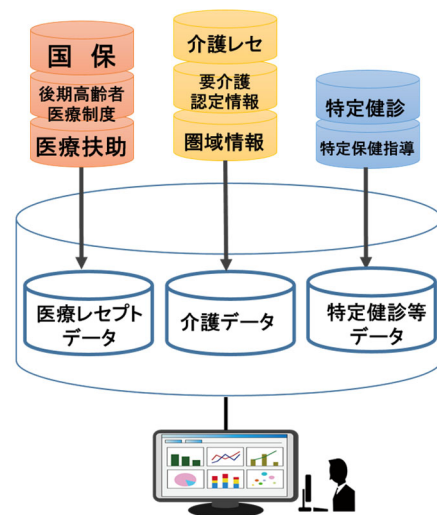 国保
後期高齢者
医療制度
医療扶助
介護レセ
要介護
認定情報
圏域情報
特定健診
特定保健指導
医療レセプト
データ
介護データ
特定健診等
データ